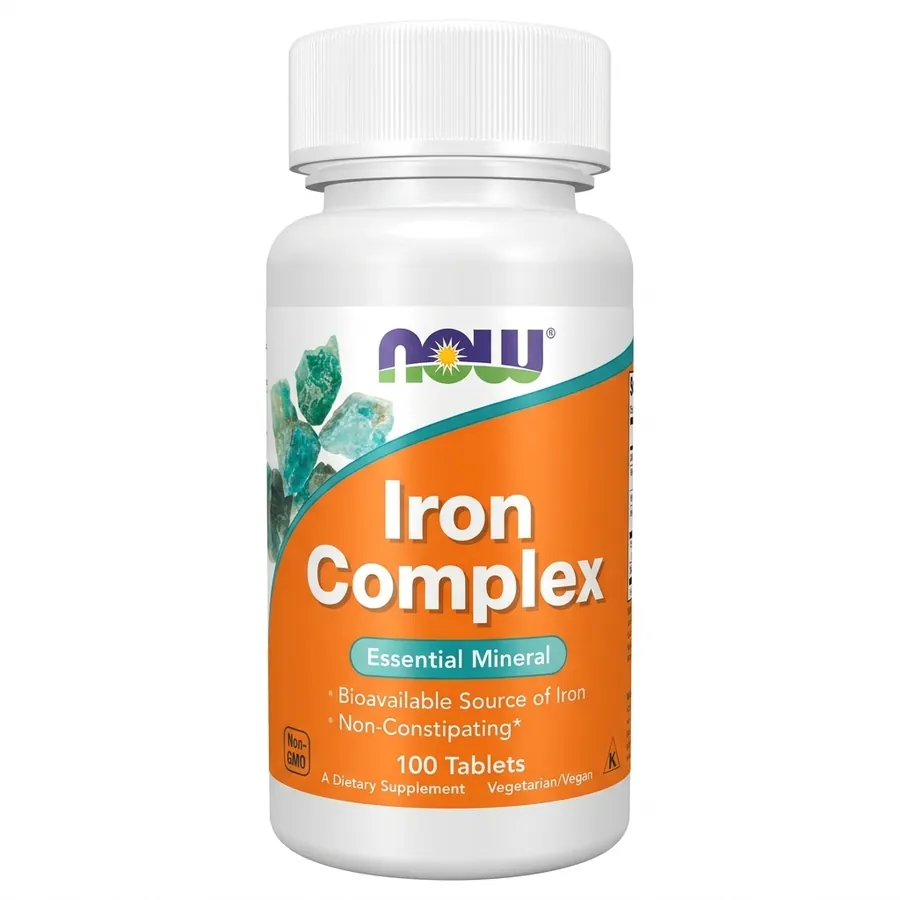 NOW®
Iron
Complex
Essential Mineral
• Bioavailable Source of Iron
• Non-Constipating*
100 Tablets
A Dietary Supplement
Vegetarian/Vegan
Non-
GMO
K